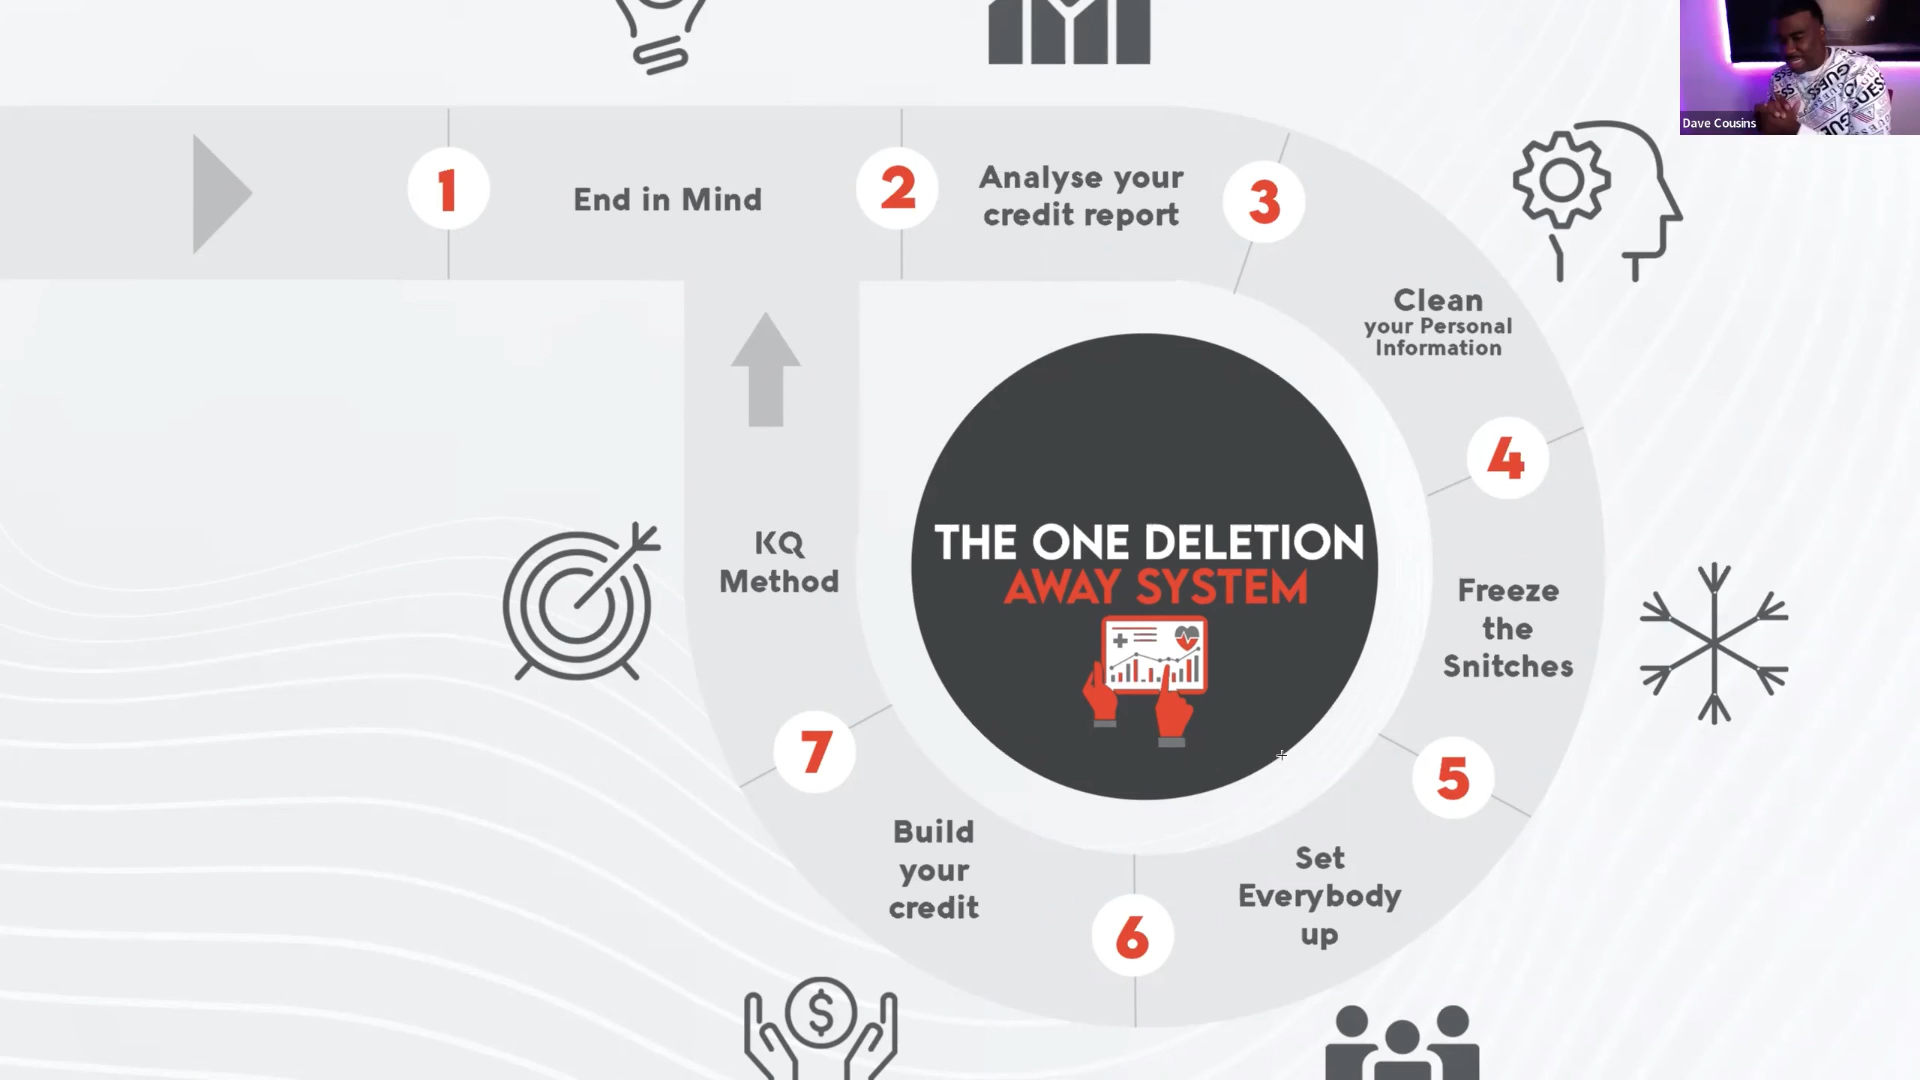 Dave Cousins
1
End in Mind
2
Analyse your
credit report
3
Clean
your Personal
Information
4
Freeze
the
Snitches
5
Set
Everybody
up
6
Build
your
credit
7
KQ
Method
THE ONE DELETION
AWAY SYSTEM
$
GUESS